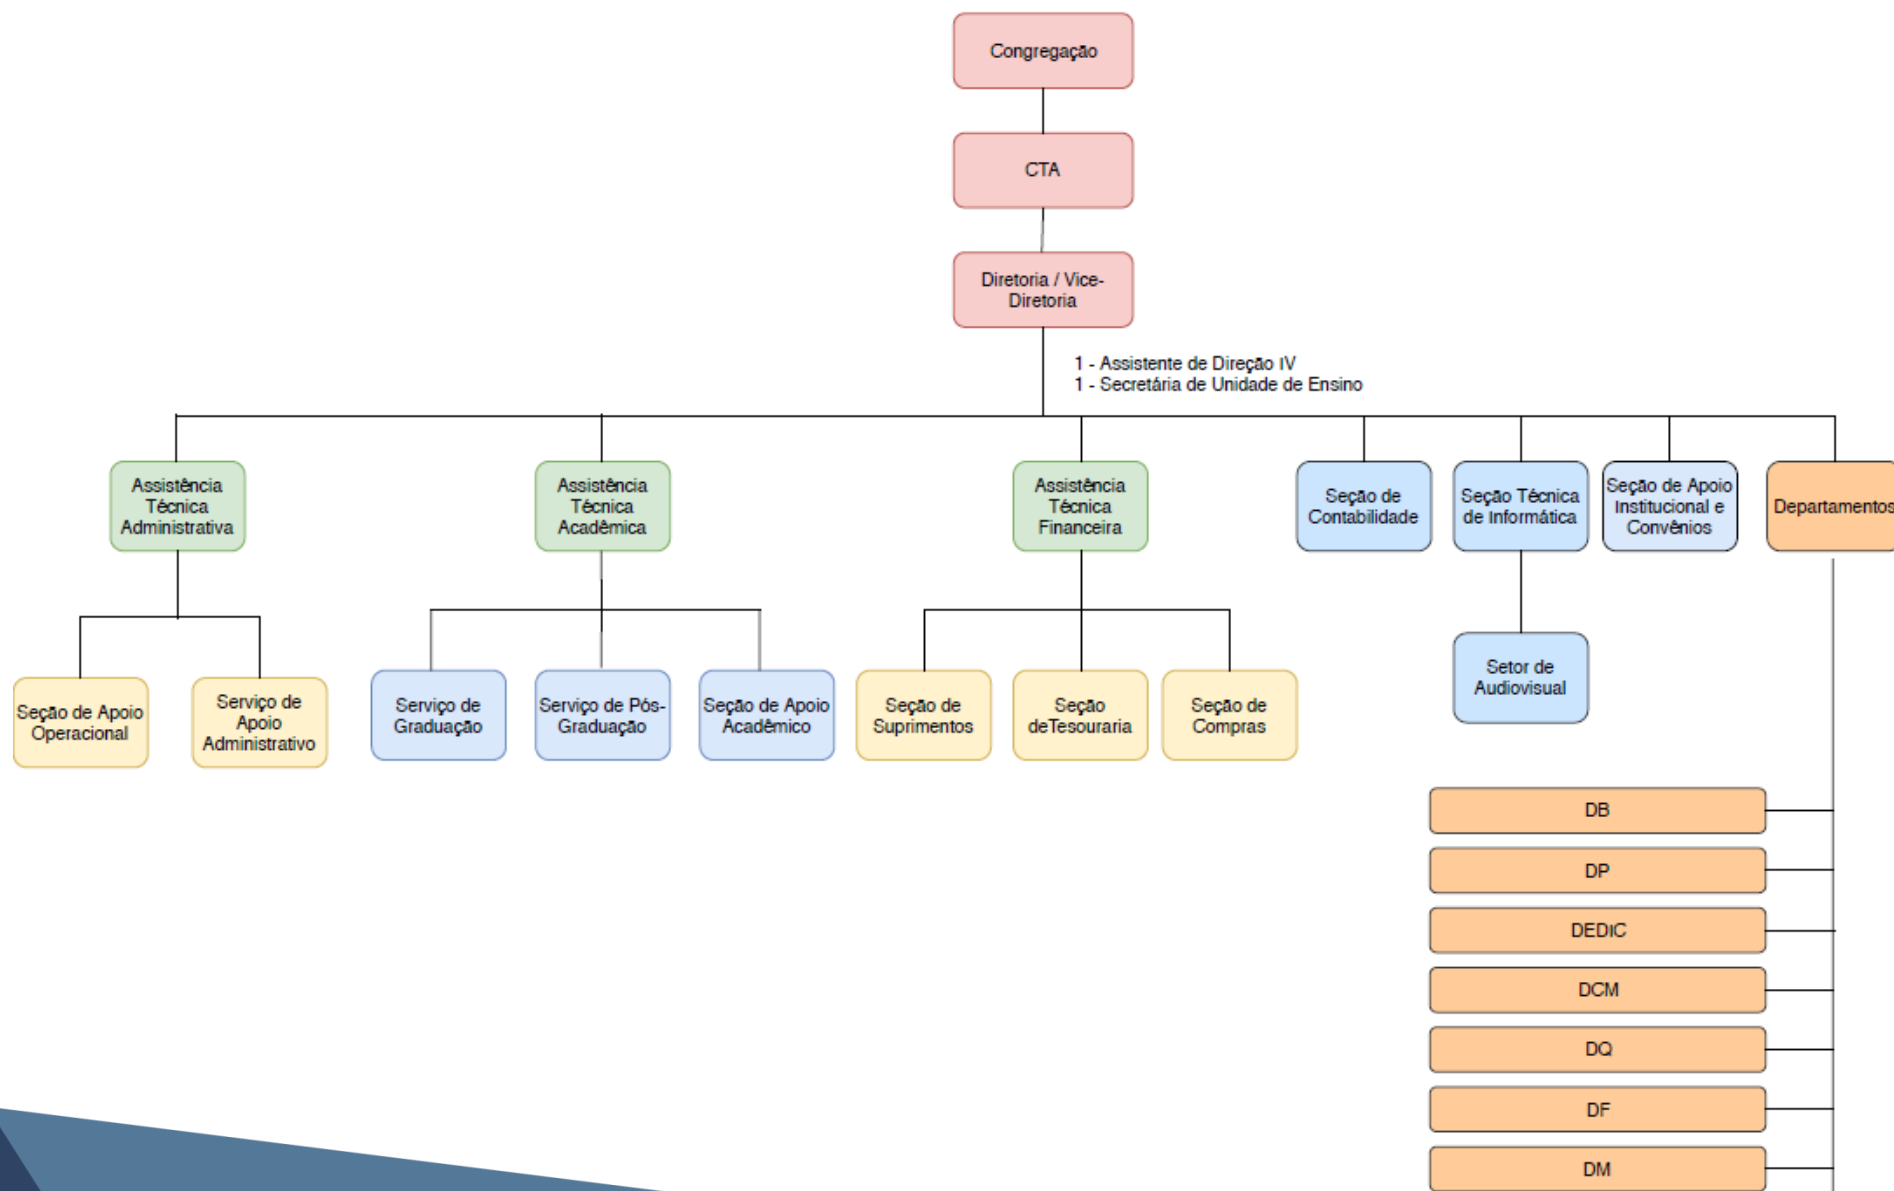 Congregação
CTA
Diretoria / Vice-
Diretoria
1 - Assistente de Direção IV
1 - Secretária de Unidade de Ensino
Assistência
Técnica
Administrativa
Assistência
Técnica
Acadêmica
Assistência
Técnica
Financeira
Seção de
Contabilidade
Seção Técnica
de Informática
Seção de Apoio
Institucional e
Convênios
Departamentos
Seção de Apoio
Operacional
Serviço de
Apoio
Administrativo
Serviço de
Graduação
Serviço de Pós-
Graduação
Seção de Apoio
Acadêmico
Seção de
Suprimentos
Seção
deTesouraria
Seção de
Compras
Setor de
Audiovisual
DB
DP
DEDIC
DCM
DQ
DF
DM